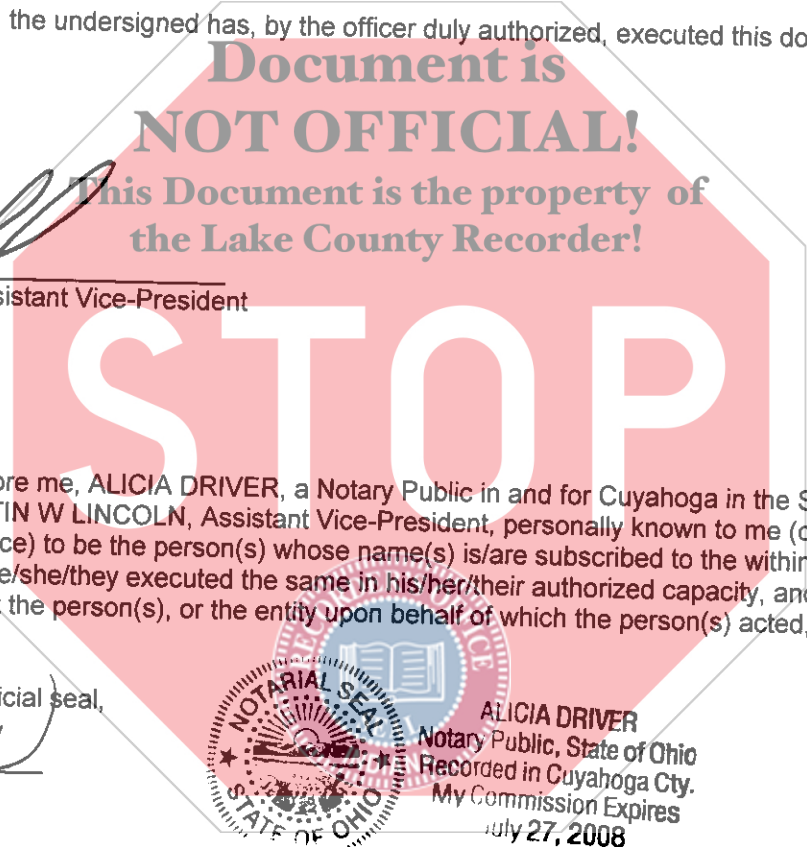 the undersigned has, by the officer duly authorized, executed this do
Document is
NOT OFFICIAL!
This Document is the property of
the Lake County Recorder!
sistant Vice-President
STOP
ore me, ALICIA DRIVER, a Notary Public in and for Cuyahoga in the S
TIN W LINCOLN, Assistant Vice-President, personally known to me (o
ce) to be the person(s) whose name(s) is/are subscribed to the within
e/she/they executed the same in his/her/their authorized capacity, and
t the person(s), or the entity upon behalf of which the person(s) acted,
icial seal,
NOTARIAL SEAL
STATE OF OHIO
INDIANA
ALICIA DRIVER
Notary Public, State of Ohio
Recorded in Cuyahoga Cty.
My Commission Expires
July 27, 2008